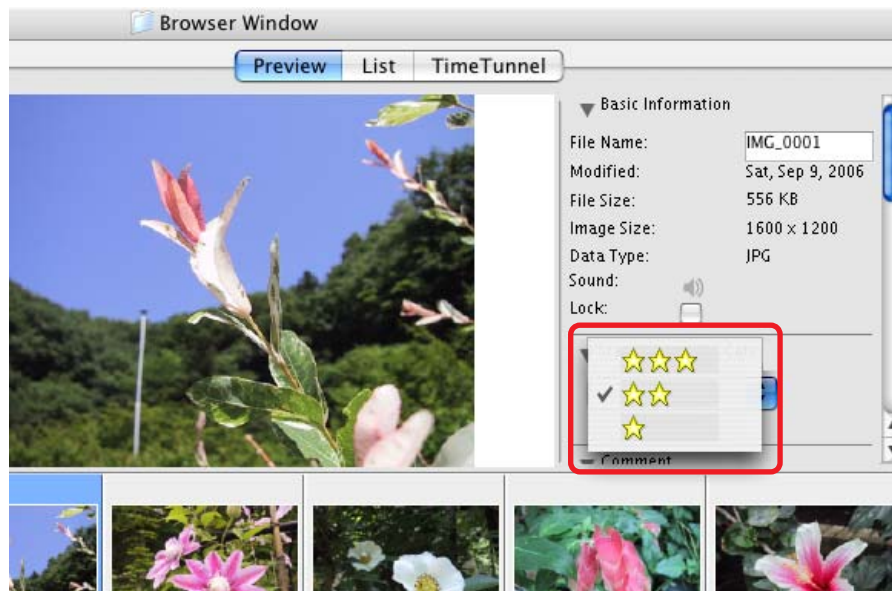 Browser Window
Preview List TimeTunnel
Basic Information
File Name: IMG_0001
Modified: Sat, Sep 9, 2006
File Size: 556 KB
Image Size: 1600 x 1200
Data Type: JPG
Sound:
Lock:
Comment